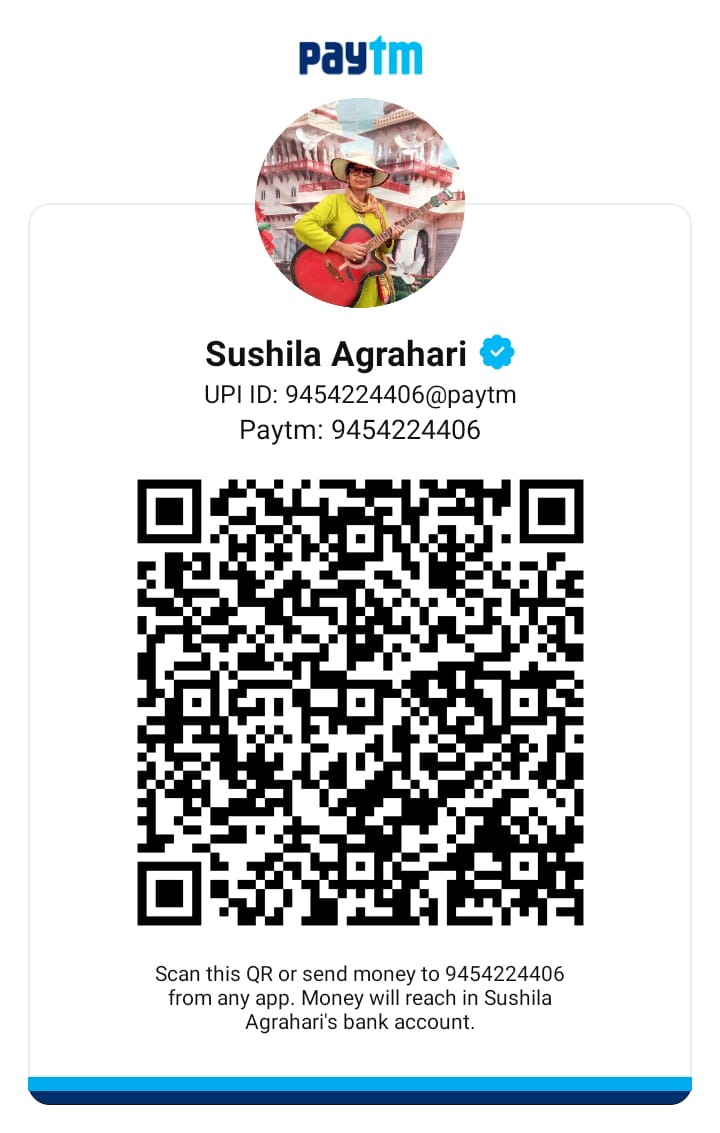 paytm
Sushila Agrahari
UPI ID: 9454224406@paytm
Paytm: 9454224406
Scan this QR or send money to 9454224406
from any app. Money will reach in Sushila
Agrahari's bank account.